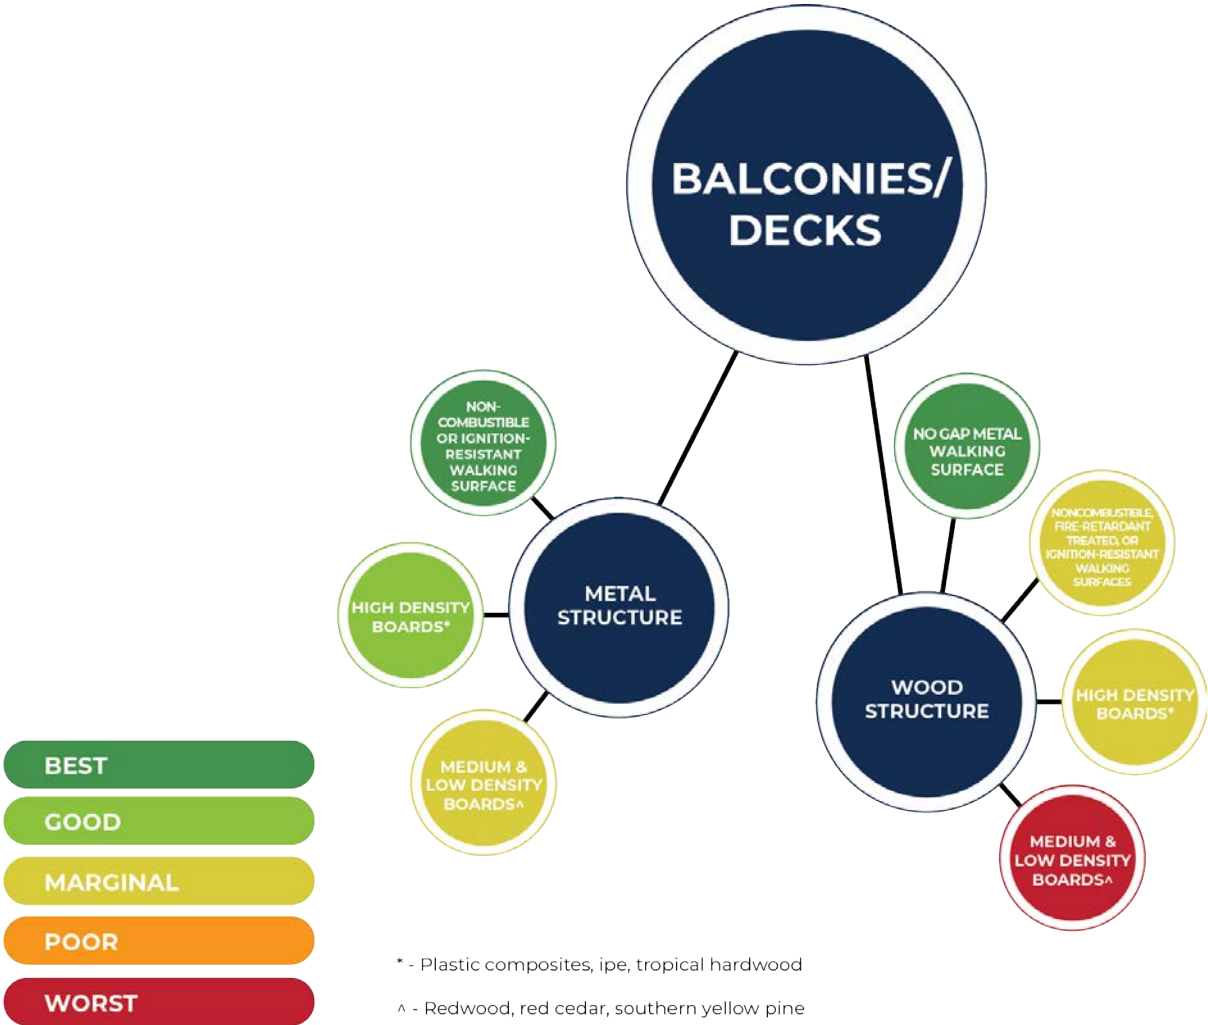 BALCONIES/
DECKS
NON-
COMBUSTIBLE
OR IGNITION-
RESISTANT
WALKING
SURFACE
HIGH DENSITY
BOARDS*
MEDIUM &
LOW DENSITY
BOARDS^
METAL
STRUCTURE
NO GAP METAL
WALKING
SURFACE
NONCOMBUSTIBLE,
FIRE-RETARDANT
TREATED, OR
IGNITION-RESISTANT
WALKING
SURFACES
WOOD
STRUCTURE
HIGH DENSITY
BOARDS*
MEDIUM &
LOW DENSITY
BOARDS^
BEST
GOOD
MARGINAL
POOR
WORST
* - Plastic composites, ipe, tropical hardwood
^ - Redwood, red cedar, southern yellow pine